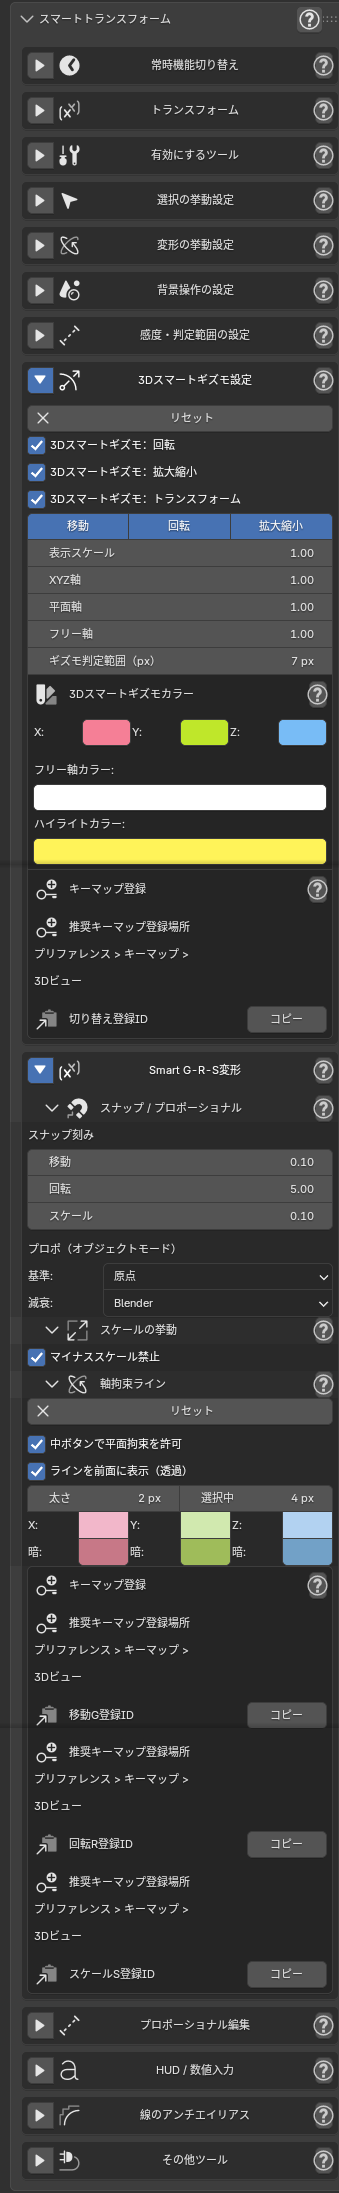 スマートトランスフォーム
常時機能切り替え
トランスフォーム
有効にするツール
選択の挙動設定
変形の挙動設定
背景操作の設定
感度・判定範囲の設定
3Dスマートギズモ設定
リセット
3Dスマートギズモ：回転
3Dスマートギズモ：拡大縮小
3Dスマートギズモ：トランスフォーム
移動 回転 拡大縮小
表示スケール 1.00
XYZ軸 1.00
平面軸 1.00
フリー軸 1.00
ギズモ判定範囲（px） 7 px
3Dスマートギズモカラー
X: Y: Z:
フリー軸カラー:
ハイライトカラー:
キーマップ登録
推奨キーマップ登録場所
プリファレンス > キーマップ >
3Dビュー
切り替え登録ID コピー
Smart G-R-S変形
スナップ / プロポーショナル
スナップ刻み
移動 0.10
回転 5.00
スケール 0.10
プロポ（オブジェクトモード）
基準: 原点
減衰: Blender
スケールの挙動
マイナススケール禁止
軸拘束ライン
リセット
中ボタンで平面拘束を許可
ラインを前面に表示（透過）
太さ 2 px 選択中 4 px
X: Y: Z:
暗: 暗: 暗:
キーマップ登録
推奨キーマップ登録場所
プリファレンス > キーマップ >
3Dビュー
移動G登録ID コピー
推奨キーマップ登録場所
プリファレンス > キーマップ >
3Dビュー
回転R登録ID コピー
推奨キーマップ登録場所
プリファレンス > キーマップ >
3Dビュー
スケールS登録ID コピー
プロポーショナル編集
HUD / 数値入力
線のアンチエイリアス
その他ツール